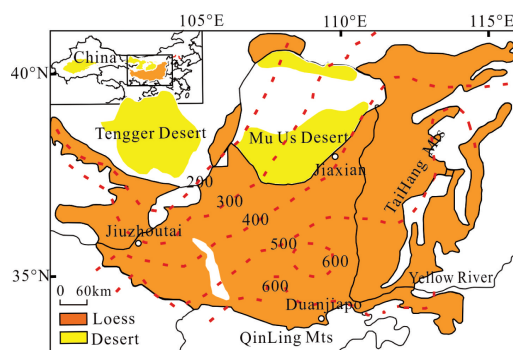 105°E 110°E 115°E
China
40°N
Tengger Desert
Mu Us Desert
Jiaxian
TaiHang Mts
200
300
400
Jiuzhoutai
500
600
35°N
600
Yellow River
0 60km
Duanjiapo
Loess
Desert
QinLing Mts